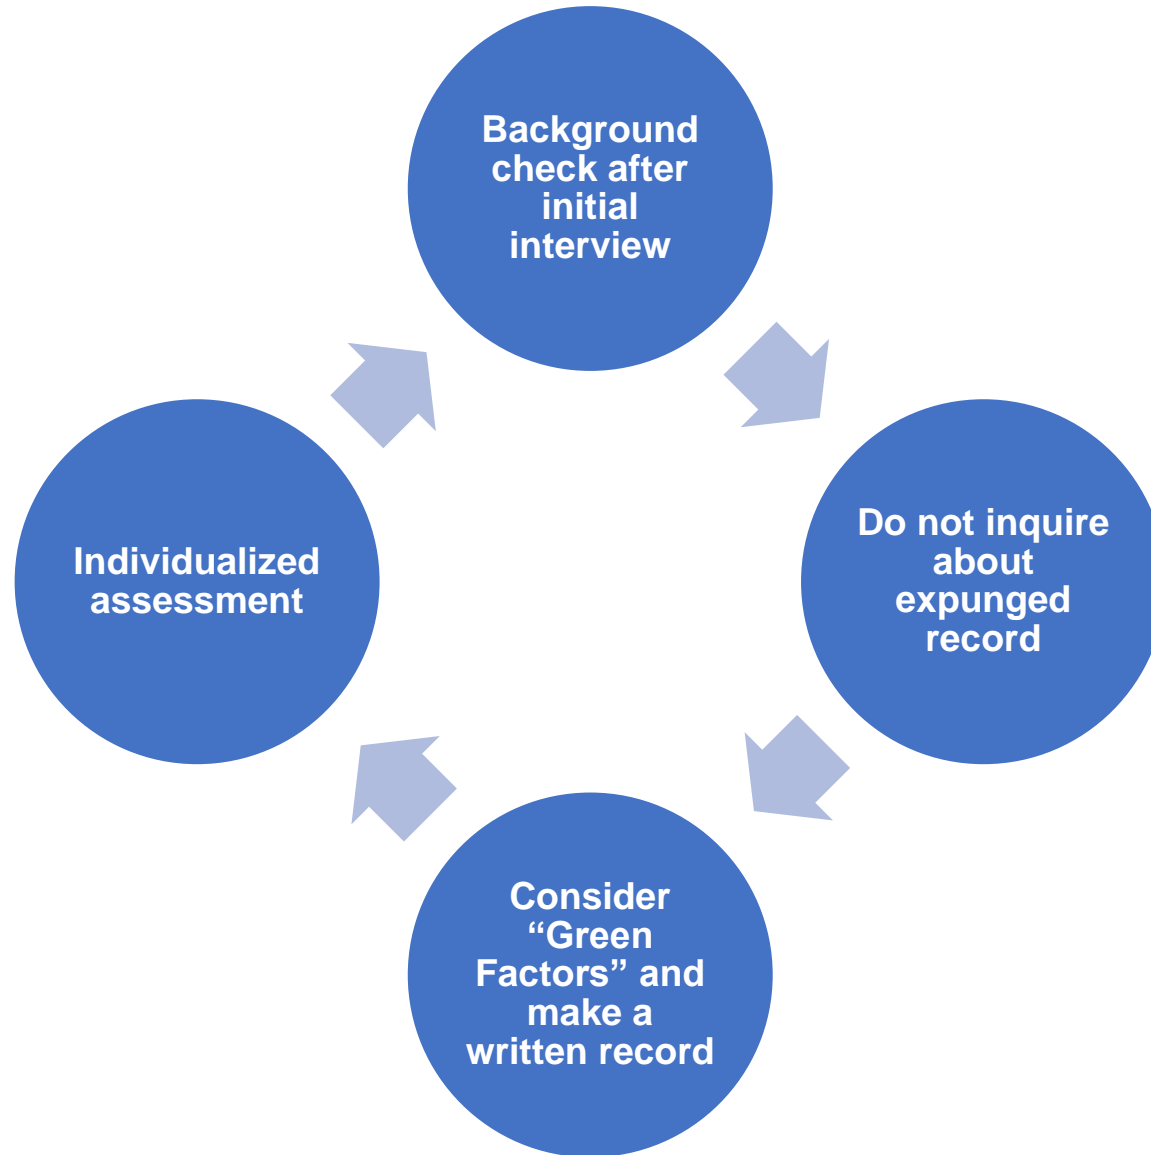 Background
check after
initial
interview
Do not inquire
about
expunged
record
Consider
“Green
Factors” and
make a
written record
Individualized
assessment